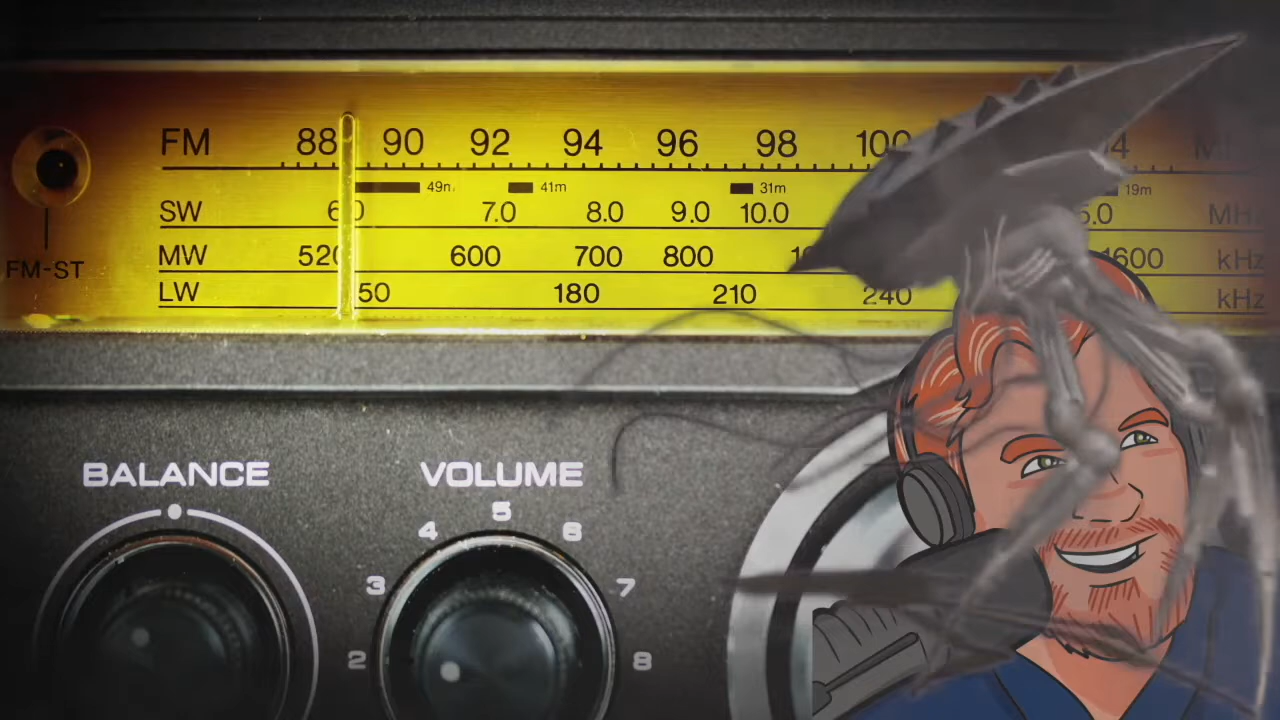 FM 88 90 92 94 96 98 100
49m 41m 31m 19m
SW 7.0 8.0 9.0 10.0 MHz
MW 520 600 700 800 1600 kHz
LW 180 210 240 kHz
FM-ST
BALANCE VOLUME
2 3 4 5 6 7 8